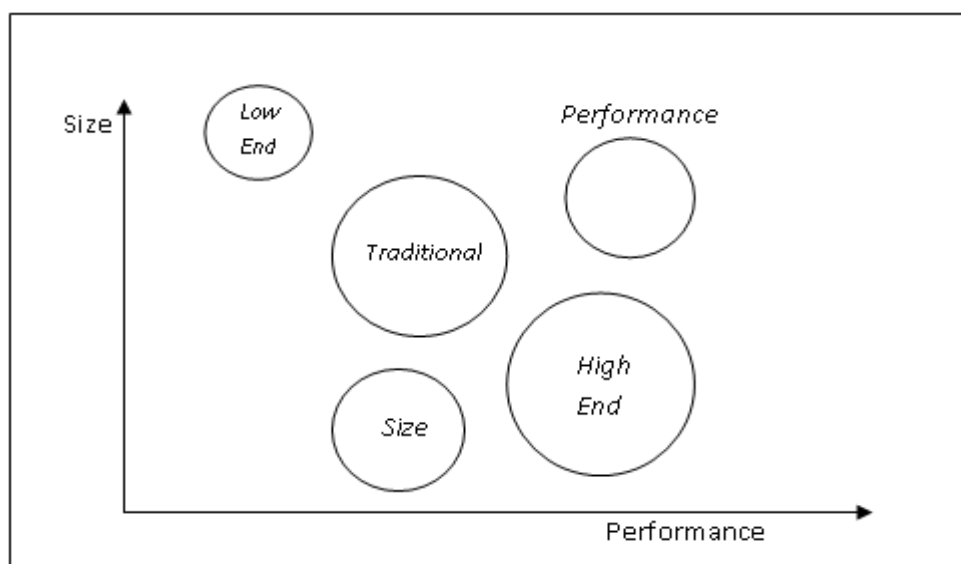 Size
Low
End
Performance
Traditional
High
End
Size
Performance